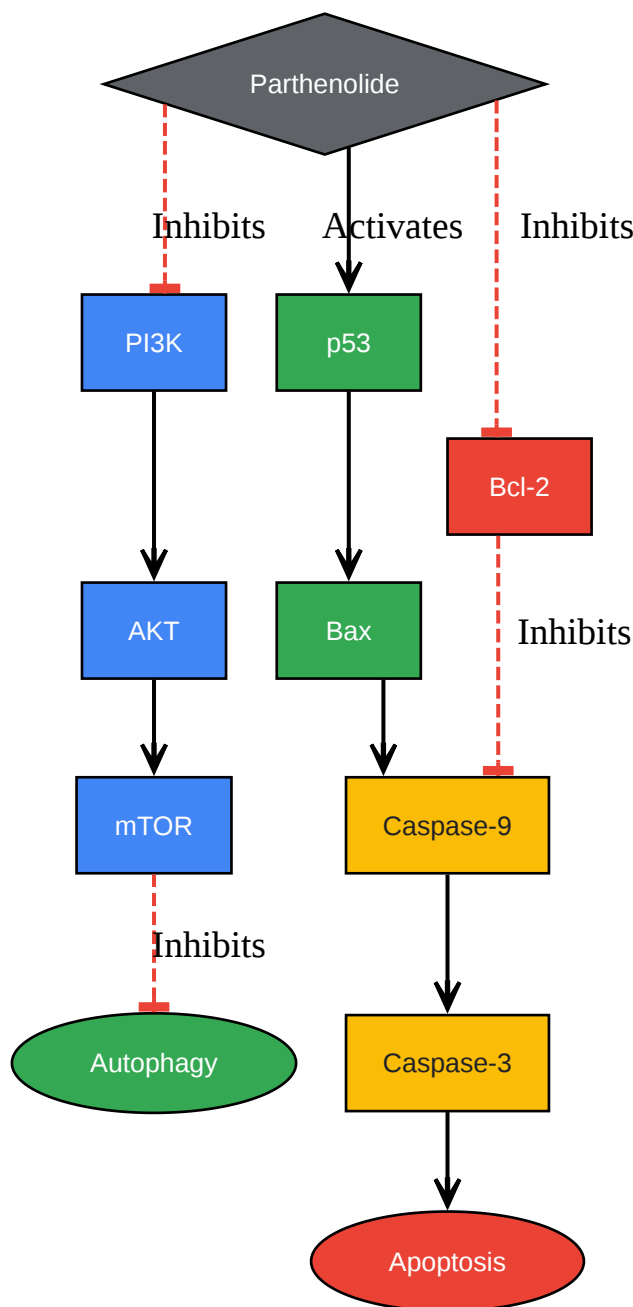 Parthenolide
Inhibits
Activates
Inhibits
PI3K
p53
Bcl-2
AKT
Bax
Inhibits
mTOR
Caspase-9
Inhibits
Autophagy
Caspase-3
Apoptosis